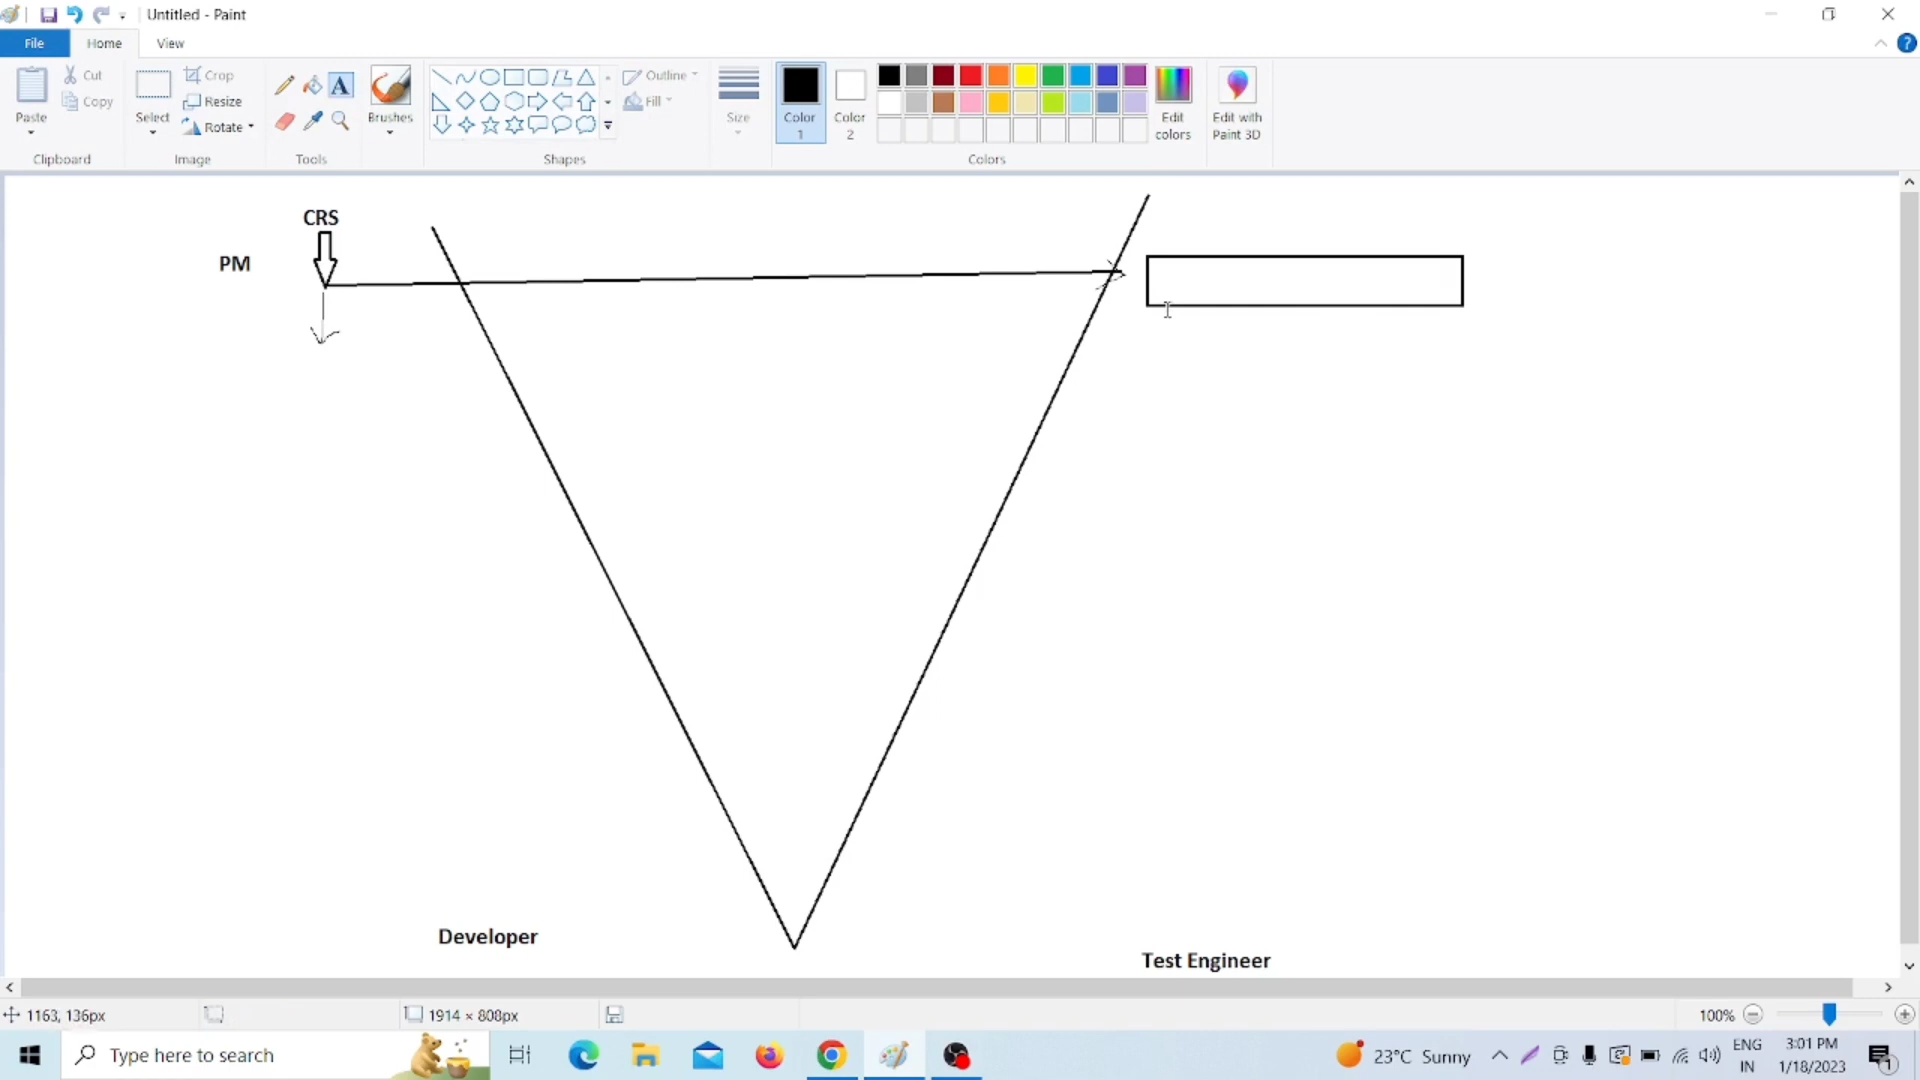 Untitled - Paint
File
Home
View
Paste
Cut
Copy
Clipboard
Select
Crop
Resize
Rotate
Image
A
Tools
Brushes
Shapes
Outline
Fill
Size
Color
1
Color
2
Edit
colors
Colors
Edit with
Paint 3D
CRS
PM
Developer
Test Engineer
1163, 136px
1914 × 808px
100%
Type here to search
23°C Sunny
ENG
IN
3:01 PM
1/18/2023
1